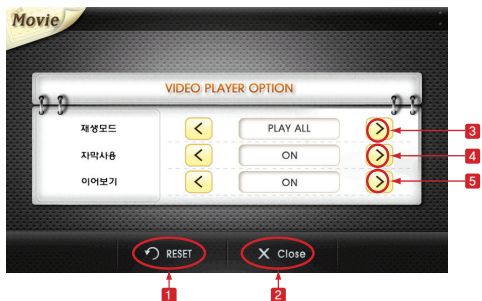 Movie
VIDEO PLAYER OPTION
재생모드 < PLAY ALL > 3
자막사용 < ON > 4
이어보기 < ON > 5
RESET X Close
1 2